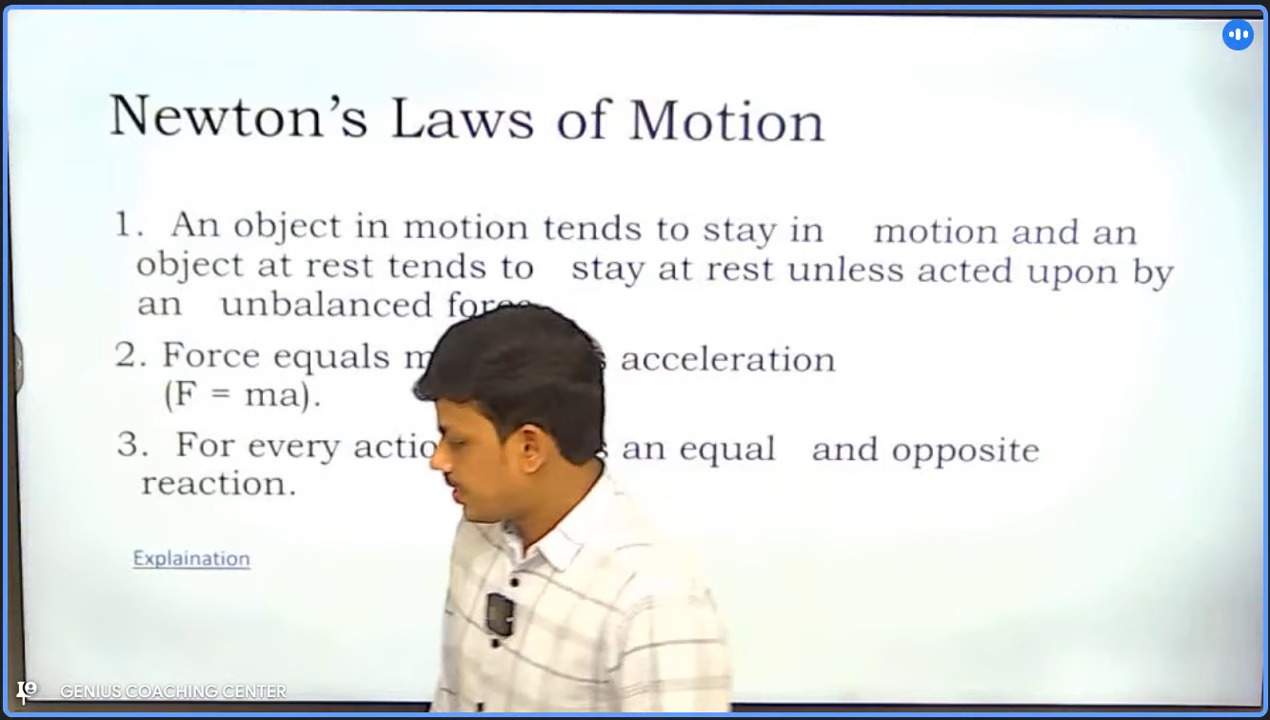 Newton's Laws of Motion
1. An object in motion tends to stay in motion and an
object at rest tends to stay at rest unless acted upon by
an unbalanced force
2. Force equals acceleration
(F = ma).
3. For every an equal and opposite
reaction.
Explaination
GENIUS COACHING CENTER